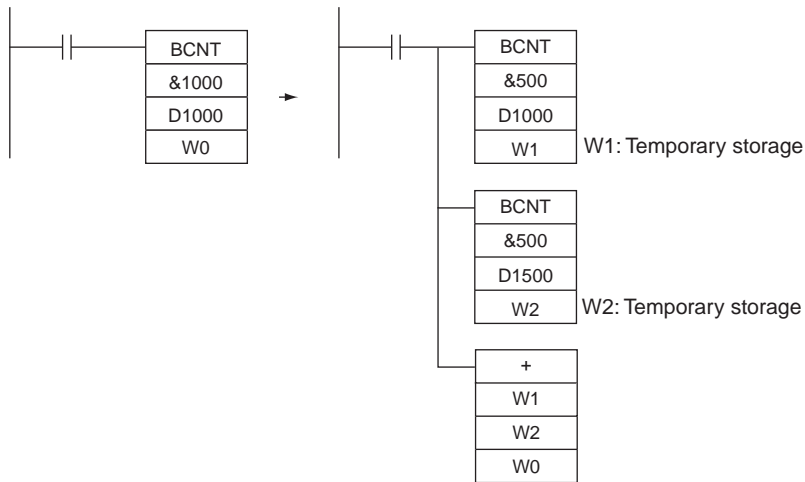 BCNT
&1000
D1000
W0
BCNT
&500
D1000
W1
W1: Temporary storage
BCNT
&500
D1500
W2
W2: Temporary storage
+
W1
W2
W0